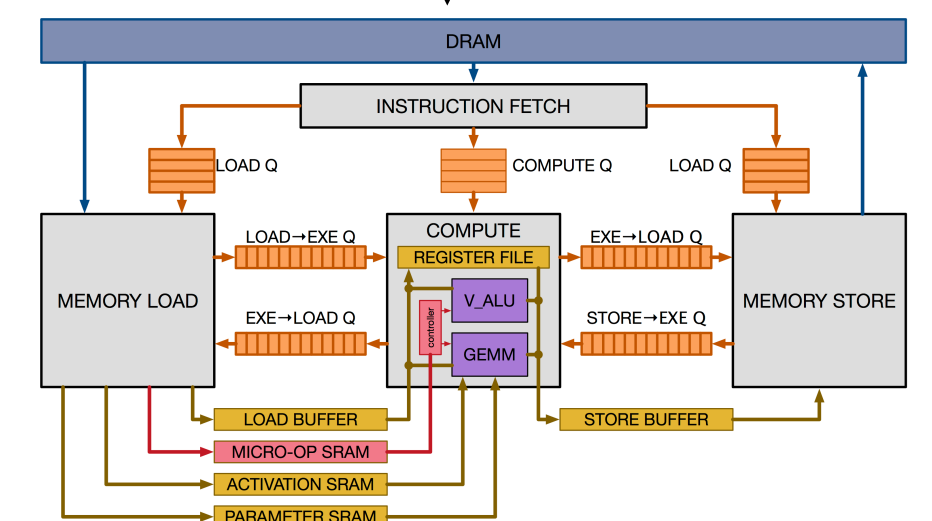 DRAM
INSTRUCTION FETCH
LOAD Q
COMPUTE Q
LOAD Q
MEMORY LOAD
LOAD→EXE Q
EXE→LOAD Q
COMPUTE
REGISTER FILE
V_ALU
controller
GEMM
EXE→LOAD Q
STORE→EXE Q
MEMORY STORE
LOAD BUFFER
STORE BUFFER
MICRO-OP SRAM
ACTIVATION SRAM
PARAMETER SRAM